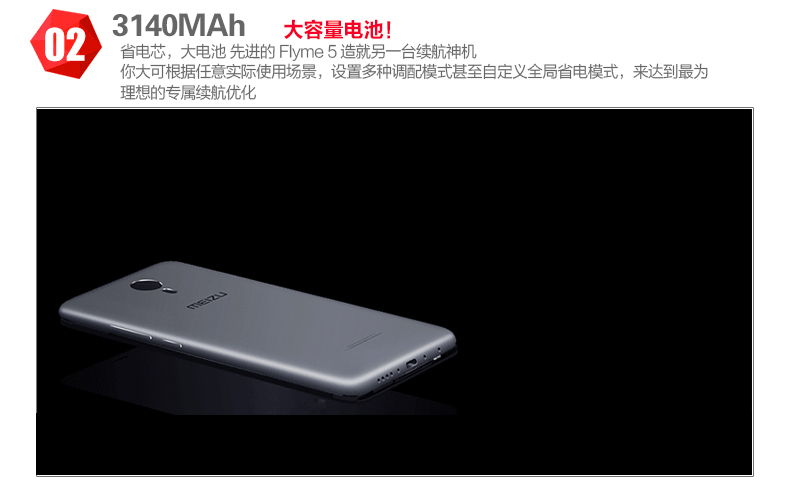 02
3140MAh 大容量电池！
省电芯，大电池 先进的 Flyme 5 造就另一台续航神机
你大可根据任意实际使用场景，设置多种调配模式甚至自定义全局省电模式，来达到最为
理想的专属续航优化
MEIZU